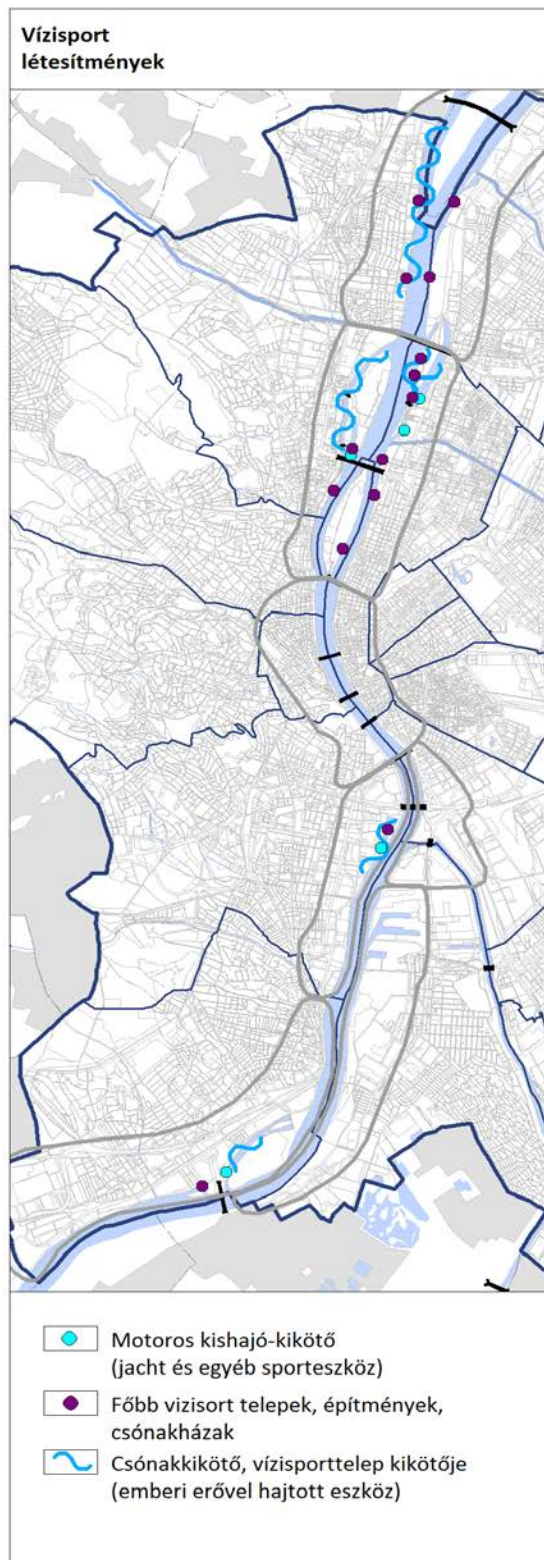 Vízisport
létesítmények
Motoros kishajó-kikötő
(jacht és egyéb sporteszköz)
Főbb vizisort telepek, építmények,
csónakházak
Csónakkikötő, vízisporttelep kikötője
(emberi erővel hajtott eszköz)